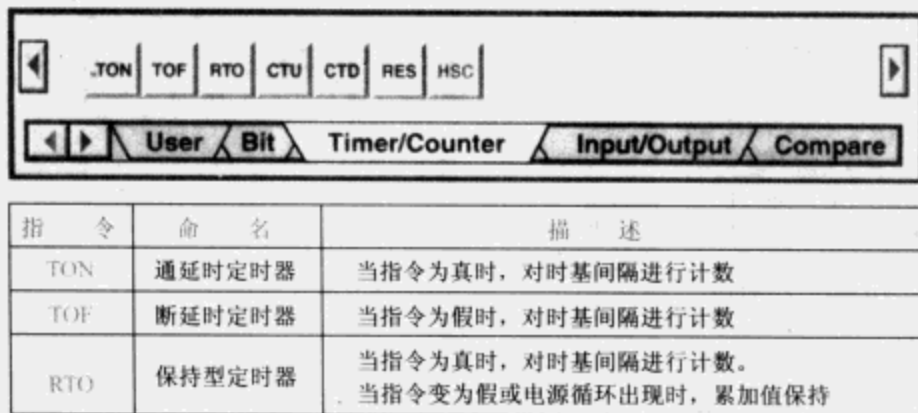 TON TOF RTO CTU CTD RES HSC
User Bit Timer/Counter Input/Output Compare
指 令 命 名 描 述
TON 通延时定时器 当指令为真时，对时基间隔进行计数
TOF 断延时定时器 当指令为假时，对时基间隔进行计数
RTO 保持型定时器 当指令为真时，对时基间隔进行计数。
当指令变为假或电源循环出现时，累加值保持